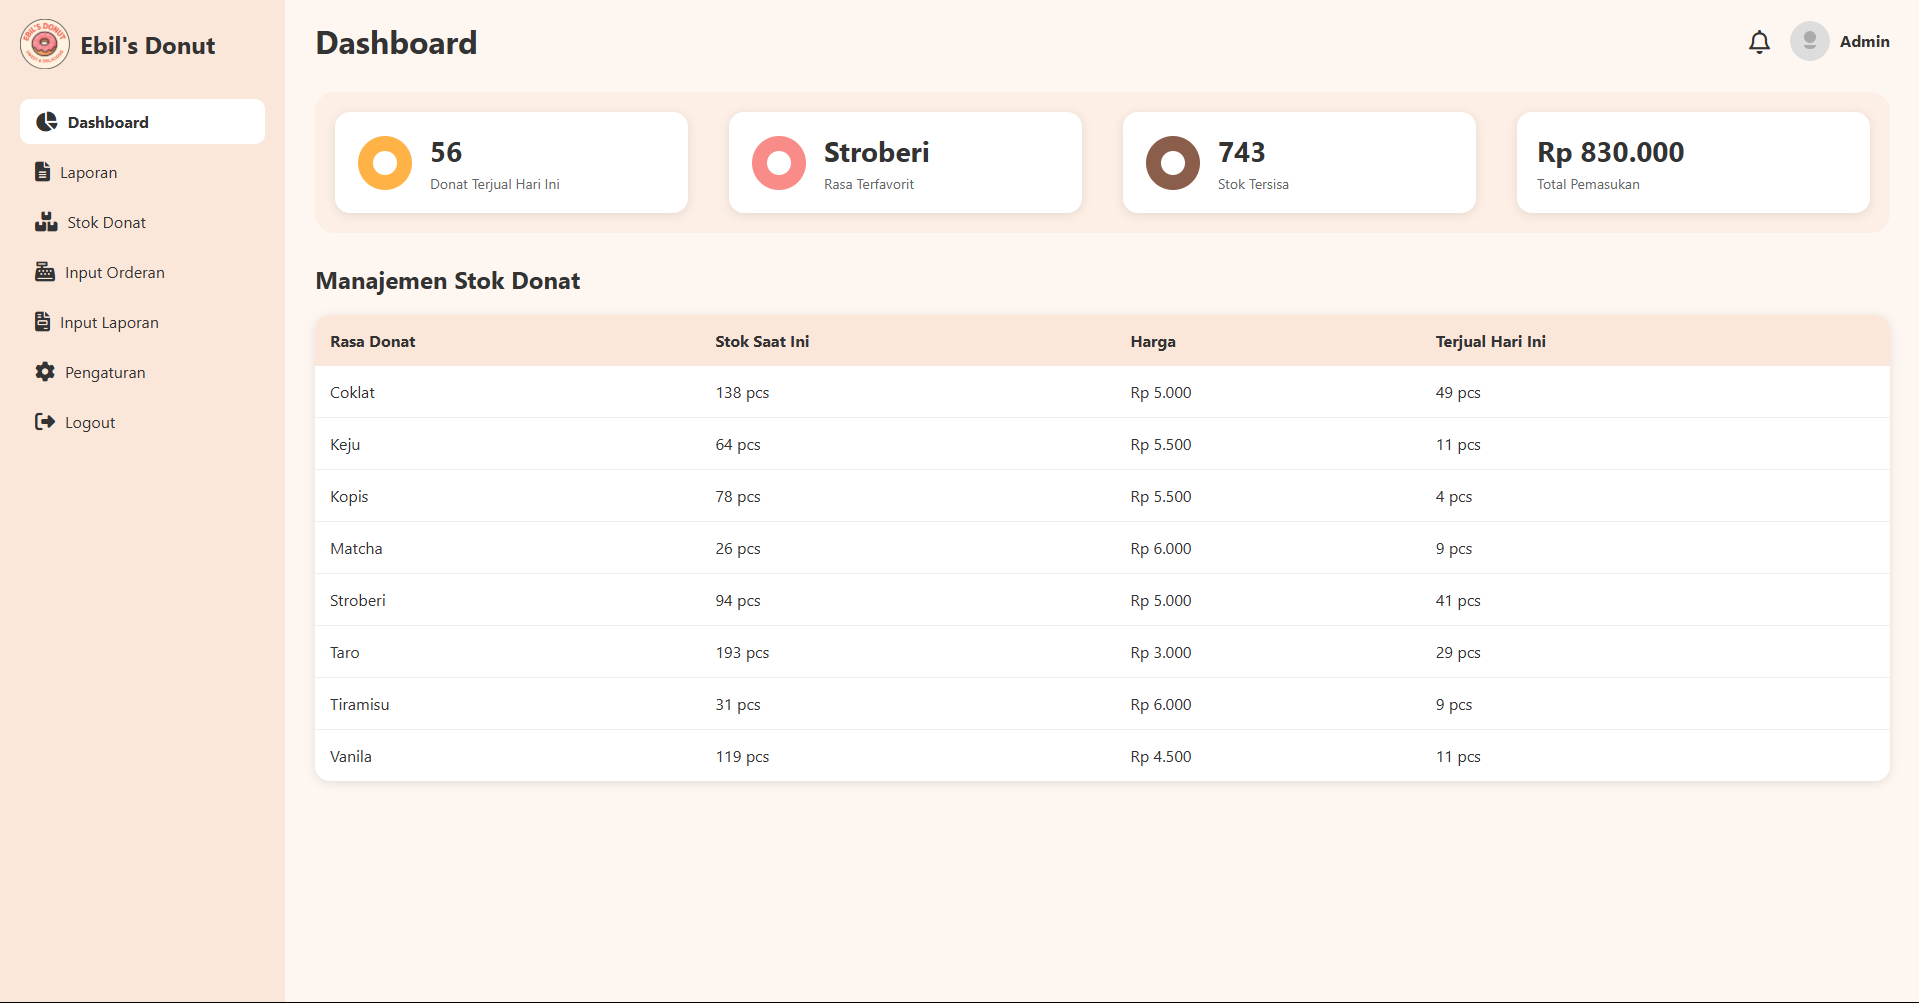 EBIL'S DONUT
Ebil's Donut
Dashboard
Laporan
Stok Donat
Input Orderan
Input Laporan
Pengaturan
Logout
Dashboard
Admin
56
Donat Terjual Hari Ini
Stroberi
Rasa Terfavorit
743
Stok Tersisa
Rp 830.000
Total Pemasukan
Manajemen Stok Donat
Rasa Donat Stok Saat Ini Harga Terjual Hari Ini
Coklat 138 pcs Rp 5.000 49 pcs
Keju 64 pcs Rp 5.500 11 pcs
Kopis 78 pcs Rp 5.500 4 pcs
Matcha 26 pcs Rp 6.000 9 pcs
Stroberi 94 pcs Rp 5.000 41 pcs
Taro 193 pcs Rp 3.000 29 pcs
Tiramisu 31 pcs Rp 6.000 9 pcs
Vanila 119 pcs Rp 4.500 11 pcs